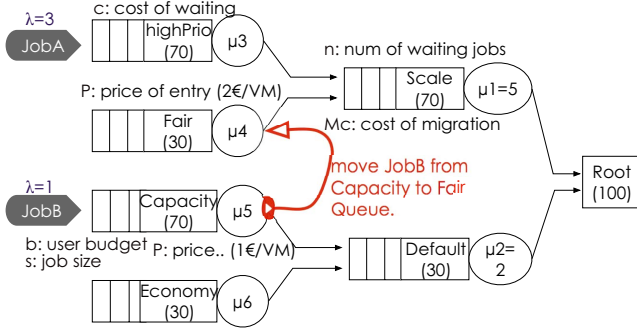 λ=3
c: cost of waiting
JobA
highPrio
(70)
μ3
n: num of waiting jobs
Scale
(70)
μ1=5
P: price of entry (2€/VM)
Fair
(30)
μ4
Mc: cost of migration
move JobB from
Capacity to Fair
Queue.
Root
(100)
λ=1
JobB
Capacity
(70)
μ5
b: user budget
s: job size
P: price.. (1€/VM)
Default
(30)
μ2=
2
Economy
(30)
μ6